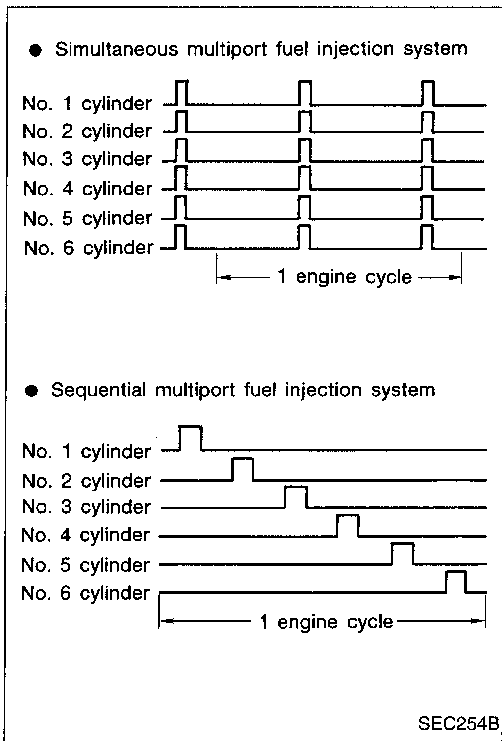 ● Simultaneous multiport fuel injection system
No. 1 cylinder
No. 2 cylinder
No. 3 cylinder
No. 4 cylinder
No. 5 cylinder
No. 6 cylinder
1 engine cycle
● Sequential multiport fuel injection system
No. 1 cylinder
No. 2 cylinder
No. 3 cylinder
No. 4 cylinder
No. 5 cylinder
No. 6 cylinder
1 engine cycle
SEC254B